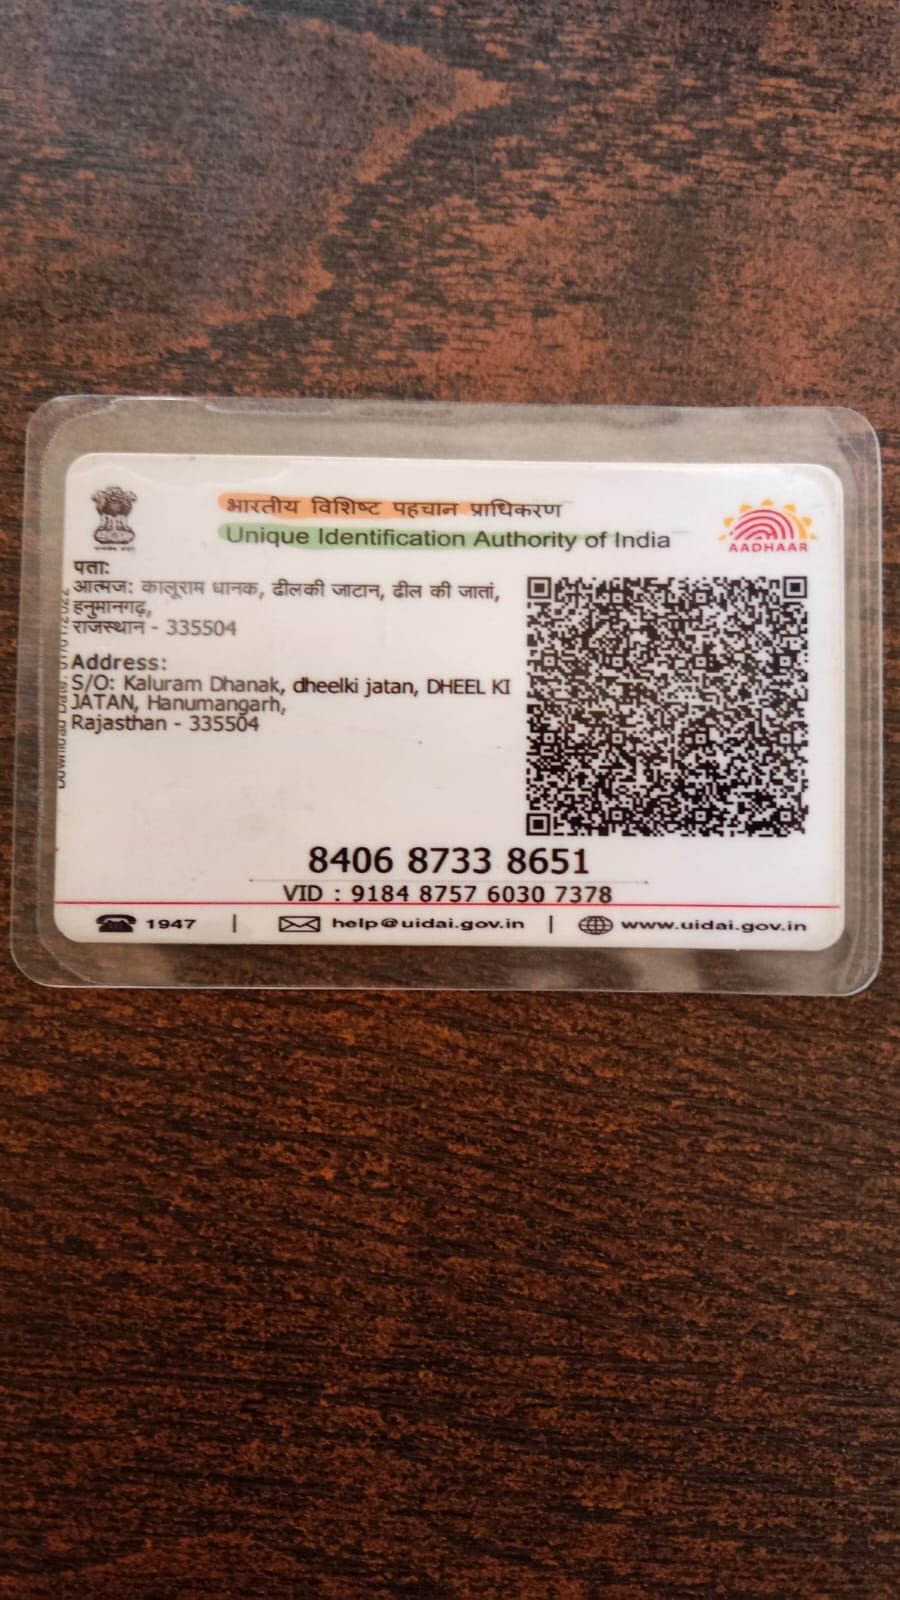 भारतीय विशिष्ट पहचान प्राधिकरण
Unique Identification Authority of India
AADHAAR
पता:
आत्मज: कालूराम धानक, ढीलकी जाटान, ढील की जातां,
हनुमानगढ़,
राजस्थान - 335504
Address:
S/O: Kaluram Dhanak, dheelki jatan, DHEEL KI
JATAN, Hanumangarh,
Rajasthan - 335504
Download Date:
8406 8733 8651
VID : 9184 8757 6030 7378
1947 | help@uidai.gov.in | www.uidai.gov.in